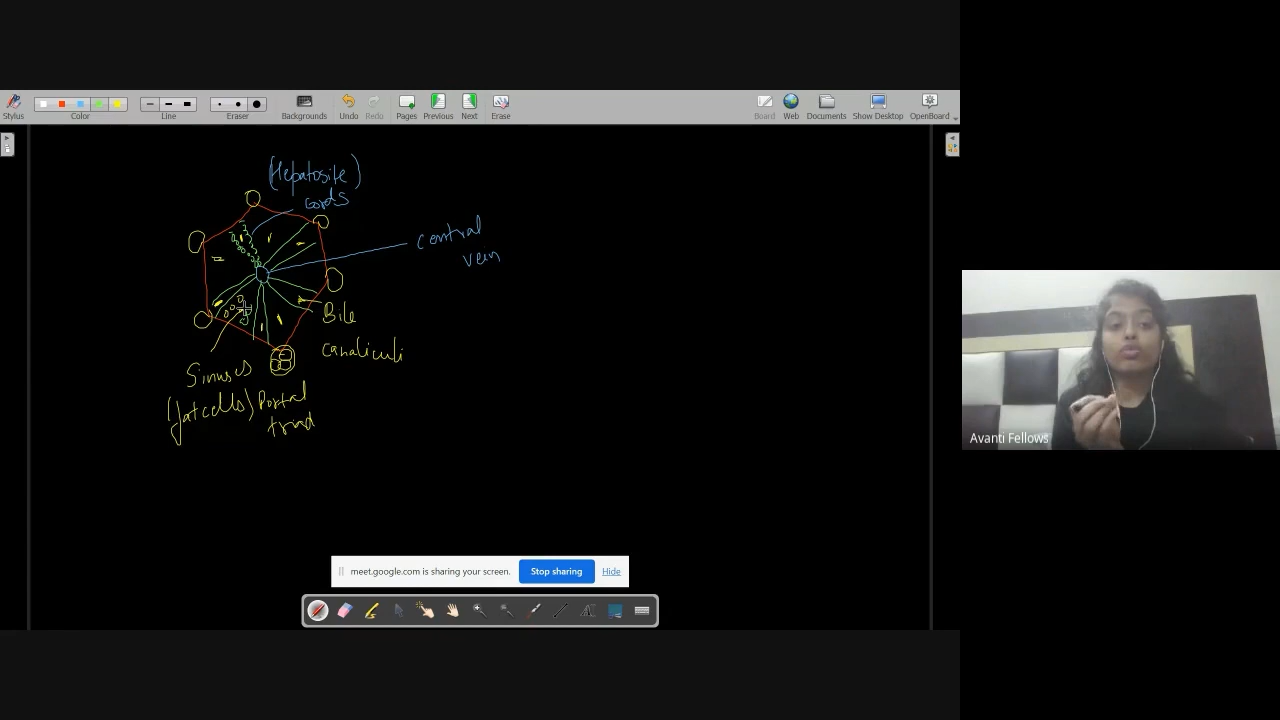 Stylus
Color
Line
Eraser
Backgrounds
Undo
Redo
Pages
Previous
Next
Erase
Board
Web
Documents
Show Desktop
OpenBoard
(Hepatosite)
cords
central
vein
Bile
canaliculi
Sinuses
(fat cells)
Portal
triad
Avanti Fellows
meet.google.com is sharing your screen.
Stop sharing
Hide